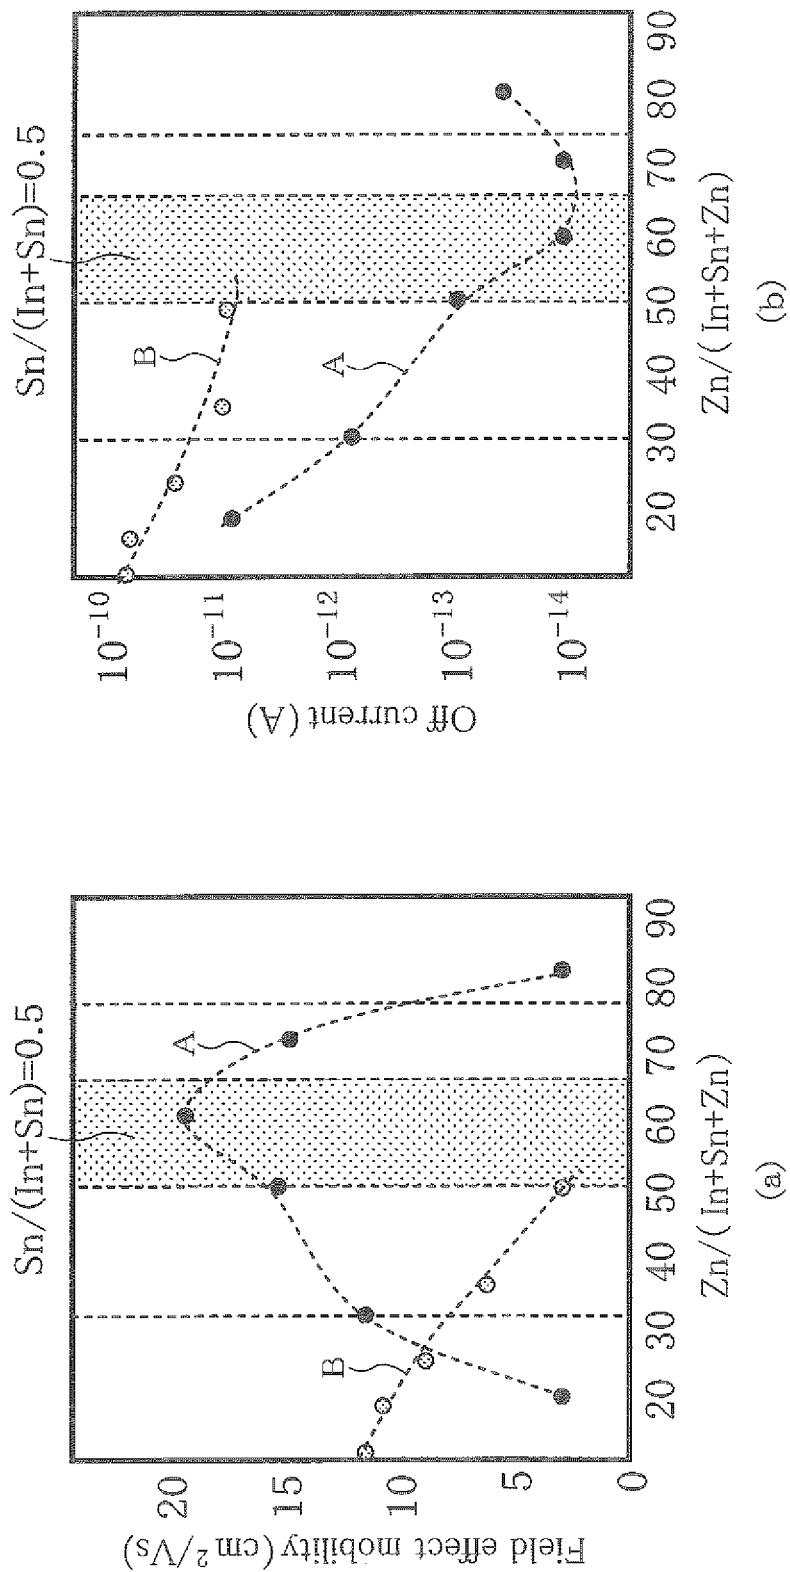 Sn/(In+Sn)=0.5
Field effect mobility (cm²/Vs)
20
15
10
5
0
A
B
20 30 40 50 60 70 80 90
Zn/( In+Sn+Zn)
(a)
Sn/(In+Sn)=0.5
Off current (A)
10⁻¹⁰
10⁻¹¹
10⁻¹²
10⁻¹³
10⁻¹⁴
B
A
20 30 40 50 60 70 80 90
Zn/( In+Sn+Zn)
(b)